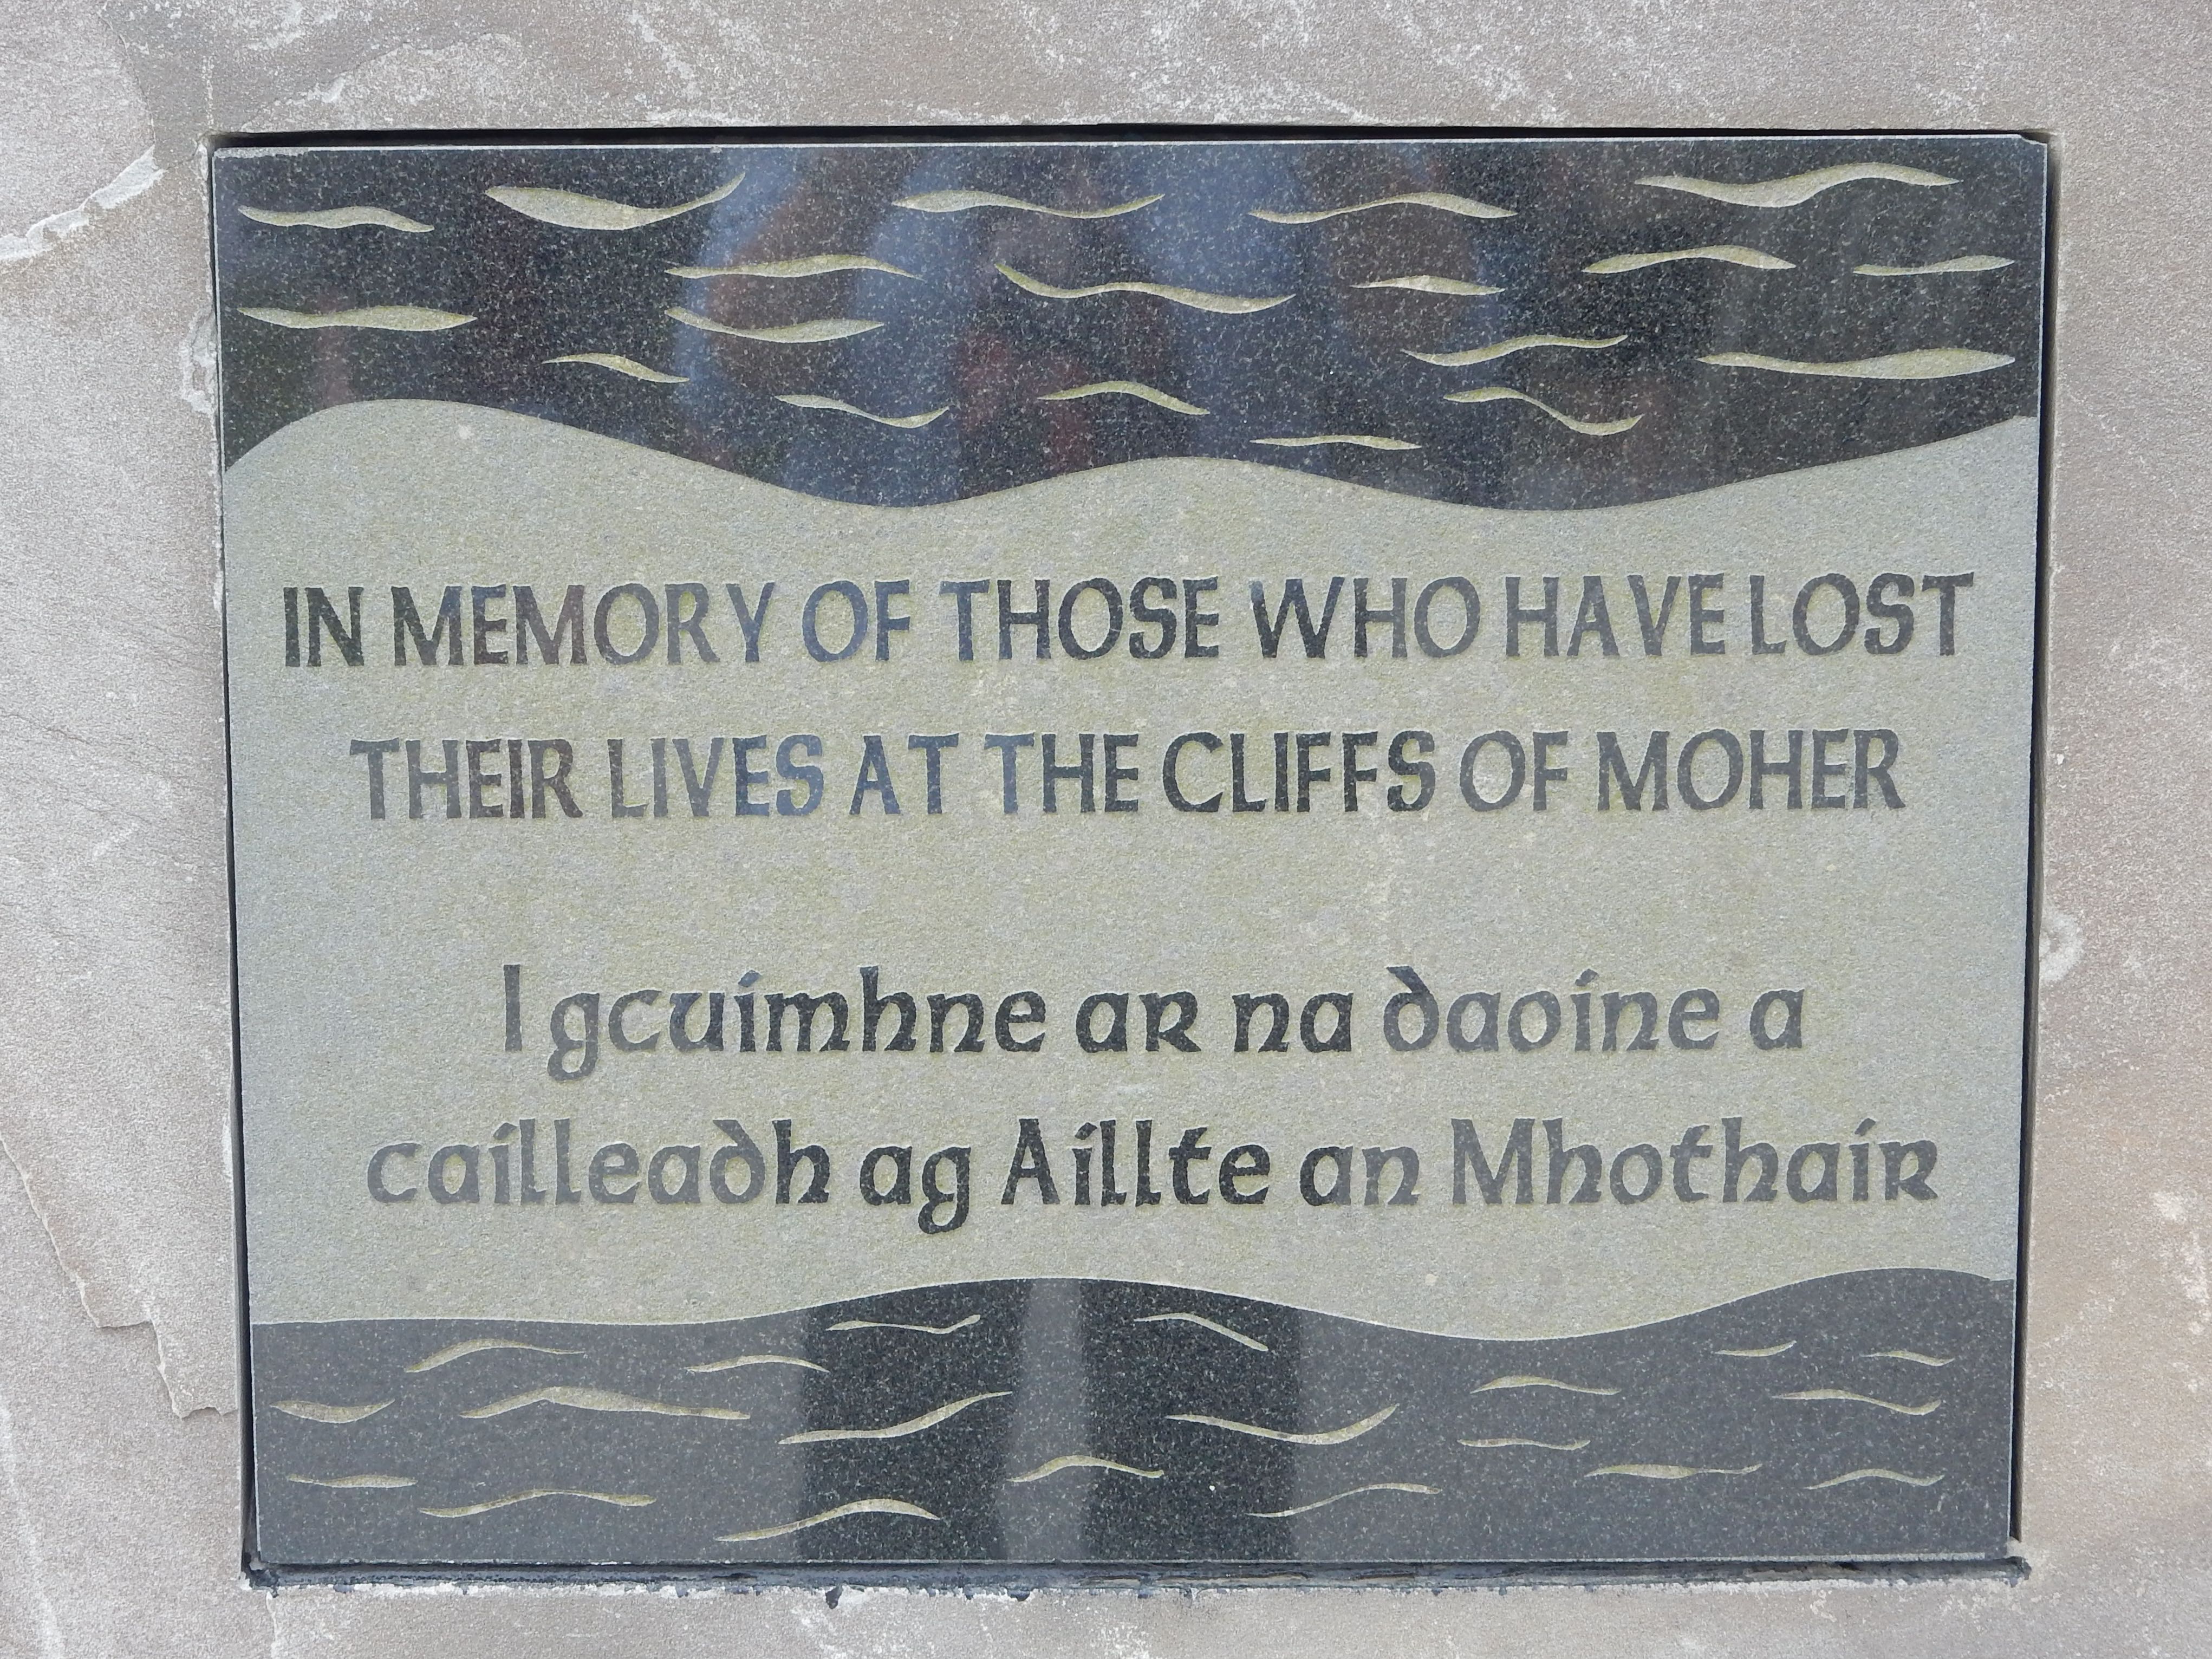 IN MEMORY OF THOSE WHO HAVE LOST
THEIR LIVES AT THE CLIFFS OF MOHER
I gcuimhne ar na daoine a
cailleadh ag Aillte an Mhothair